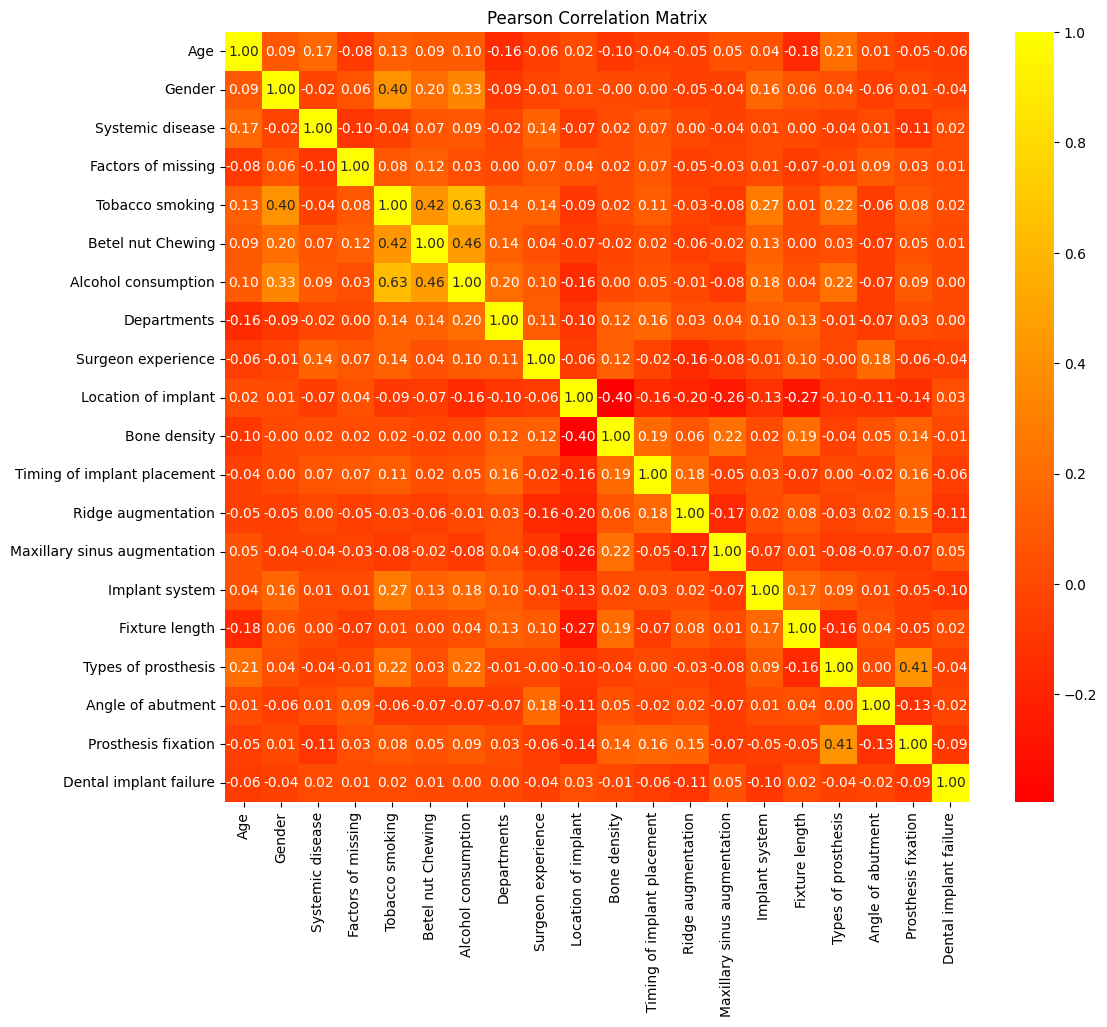 Pearson Correlation Matrix
Age 1.00 0.09 0.17 -0.08 0.13 0.09 0.10 -0.16 -0.06 0.02 -0.10 -0.04 -0.05 0.05 0.04 -0.18 0.21 0.01 -0.05 -0.06
Gender 0.09 1.00 -0.02 0.06 0.40 0.20 0.33 -0.09 -0.01 0.01 -0.00 0.00 -0.05 -0.04 0.16 0.06 0.04 -0.06 0.01 -0.04
Systemic disease 0.17 -0.02 1.00 -0.10 -0.04 0.07 0.09 -0.02 0.14 -0.07 0.02 0.07 0.00 -0.04 0.01 0.00 -0.04 0.01 -0.11 0.02
Factors of missing -0.08 0.06 -0.10 1.00 0.08 0.12 0.03 0.00 0.07 0.04 0.02 0.07 -0.05 -0.03 0.01 -0.07 -0.01 0.09 0.03 0.01
Tobacco smoking 0.13 0.40 -0.04 0.08 1.00 0.42 0.63 0.14 0.14 -0.09 0.02 0.11 -0.03 -0.08 0.27 0.01 0.22 -0.06 0.08 0.02
Betel nut Chewing 0.09 0.20 0.07 0.12 0.42 1.00 0.46 0.14 0.04 -0.07 -0.02 0.02 -0.06 -0.02 0.13 0.00 0.03 -0.07 0.05 0.01
Alcohol consumption 0.10 0.33 0.09 0.03 0.63 0.46 1.00 0.20 0.10 -0.16 0.00 0.05 -0.01 -0.08 0.18 0.04 0.22 -0.07 0.09 0.00
Departments -0.16 -0.09 -0.02 0.00 0.14 0.14 0.20 1.00 0.11 -0.10 0.12 0.16 0.03 0.04 0.10 0.13 -0.01 -0.07 0.03 0.00
Surgeon experience -0.06 -0.01 0.14 0.07 0.14 0.04 0.10 0.11 1.00 -0.06 0.12 -0.02 -0.16 -0.08 -0.01 0.10 -0.00 0.18 -0.06 -0.04
Location of implant 0.02 0.01 -0.07 0.04 -0.09 -0.07 -0.16 -0.10 -0.06 1.00 -0.40 -0.16 -0.20 -0.26 -0.13 -0.27 -0.10 -0.11 -0.14 0.03
Bone density -0.10 -0.00 0.02 0.02 0.02 -0.02 0.00 0.12 0.12 -0.40 1.00 0.19 0.06 0.22 0.02 0.19 -0.04 0.05 0.14 -0.01
Timing of implant placement -0.04 0.00 0.07 0.07 0.11 0.02 0.05 0.16 -0.02 -0.16 0.19 1.00 0.18 -0.05 0.03 -0.07 0.00 -0.02 0.16 -0.06
Ridge augmentation -0.05 -0.05 0.00 -0.05 -0.03 -0.06 -0.01 0.03 -0.16 -0.20 0.06 0.18 1.00 -0.17 0.02 0.08 -0.03 0.02 0.15 -0.11
Maxillary sinus augmentation 0.05 -0.04 -0.04 -0.03 -0.08 -0.02 -0.08 0.04 -0.08 -0.26 0.22 -0.05 -0.17 1.00 -0.07 0.01 -0.08 -0.07 -0.07 0.05
Implant system 0.04 0.16 0.01 0.01 0.27 0.13 0.18 0.10 -0.01 -0.13 0.02 0.03 0.02 -0.07 1.00 0.17 0.09 0.01 -0.05 -0.10
Fixture length -0.18 0.06 0.00 -0.07 0.01 0.00 0.04 0.13 0.10 -0.27 0.19 -0.07 0.08 0.01 0.17 1.00 -0.16 0.04 -0.05 0.02
Types of prosthesis 0.21 0.04 -0.04 -0.01 0.22 0.03 0.22 -0.01 -0.00 -0.10 -0.04 0.00 -0.03 -0.08 0.09 -0.16 1.00 0.00 0.41 -0.04
Angle of abutment 0.01 -0.06 0.01 0.09 -0.06 -0.07 -0.07 -0.07 0.18 -0.11 0.05 -0.02 0.02 -0.07 0.01 0.04 0.00 1.00 -0.13 -0.02
Prosthesis fixation -0.05 0.01 -0.11 0.03 0.08 0.05 0.09 0.03 -0.06 -0.14 0.14 0.16 0.15 -0.07 -0.05 -0.05 0.41 -0.13 1.00 -0.09
Dental implant failure -0.06 -0.04 0.02 0.01 0.02 0.01 0.00 0.00 -0.04 0.03 -0.01 -0.06 -0.11 0.05 -0.10 0.02 -0.04 -0.02 -0.09 1.00
Age
Gender
Systemic disease
Factors of missing
Tobacco smoking
Betel nut Chewing
Alcohol consumption
Departments
Surgeon experience
Location of implant
Bone density
Timing of implant placement
Ridge augmentation
Maxillary sinus augmentation
Implant system
Fixture length
Types of prosthesis
Angle of abutment
Prosthesis fixation
Dental implant failure
1.0
0.8
0.6
0.4
0.2
0.0
−0.2